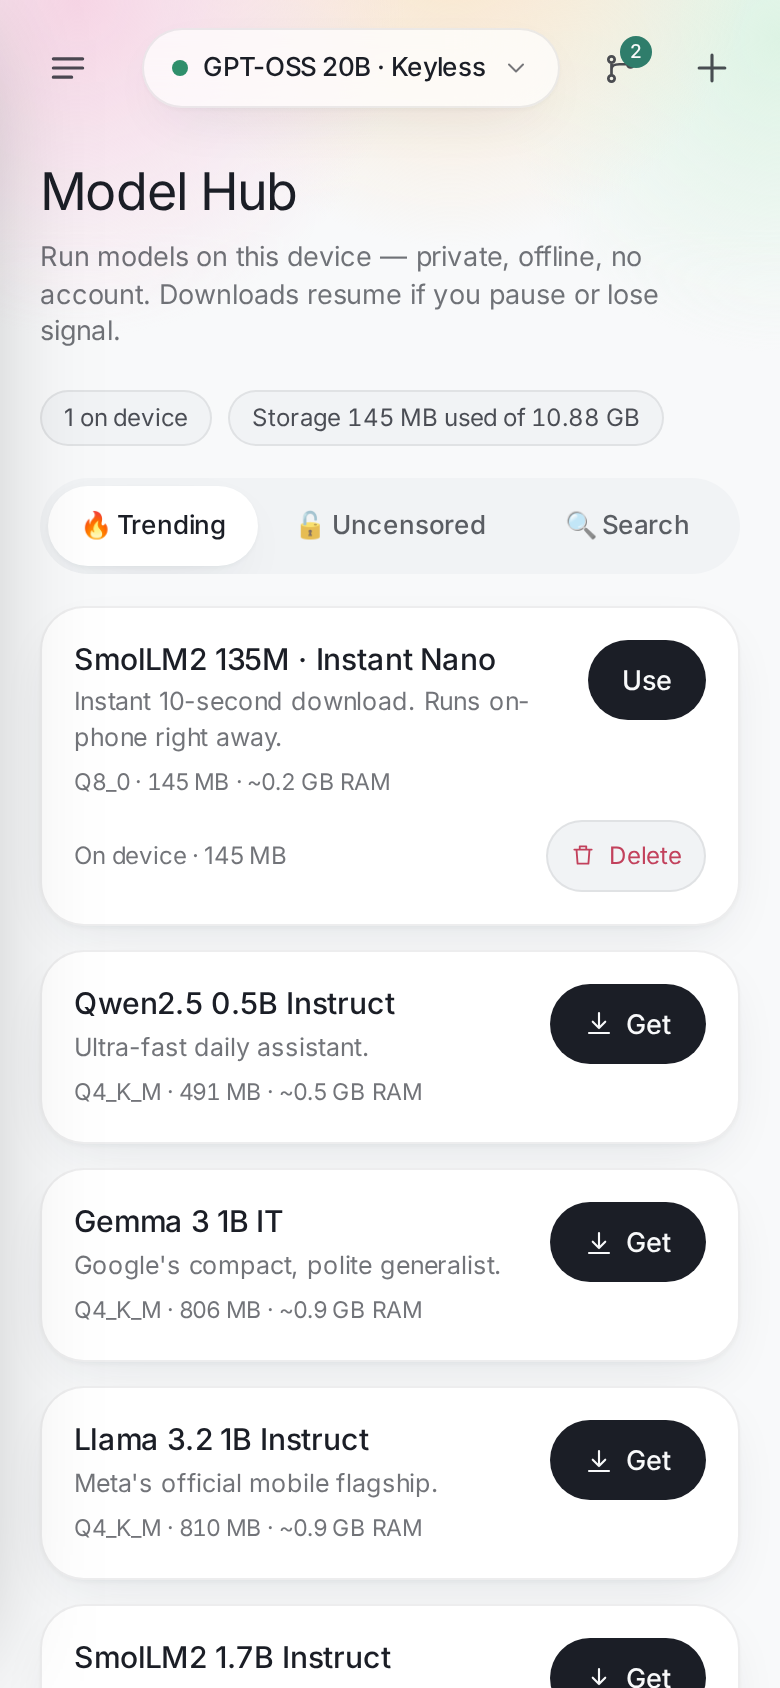 GPT-OSS 20B · Keyless
2
Model Hub
Run models on this device — private, offline, no
account. Downloads resume if you pause or lose
signal.
1 on device
Storage 145 MB used of 10.88 GB
🔥 Trending
🔓 Uncensored
🔍 Search
SmolLM2 135M · Instant Nano
Use
Instant 10-second download. Runs on-
phone right away.
Q8_0 · 145 MB · ~0.2 GB RAM
On device · 145 MB
Delete
Qwen2.5 0.5B Instruct
Get
Ultra-fast daily assistant.
Q4_K_M · 491 MB · ~0.5 GB RAM
Gemma 3 1B IT
Get
Google's compact, polite generalist.
Q4_K_M · 806 MB · ~0.9 GB RAM
Llama 3.2 1B Instruct
Get
Meta's official mobile flagship.
Q4_K_M · 810 MB · ~0.9 GB RAM
SmolLM2 1.7B Instruct
Get